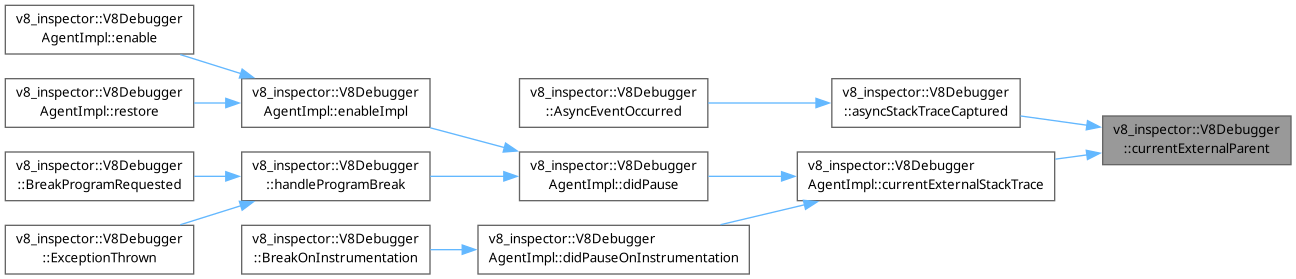 v8_inspector::V8Debugger
AgentImpl::enable
v8_inspector::V8Debugger
AgentImpl::restore
v8_inspector::V8Debugger
::BreakProgramRequested
v8_inspector::V8Debugger
::ExceptionThrown
v8_inspector::V8Debugger
AgentImpl::enableImpl
v8_inspector::V8Debugger
::handleProgramBreak
v8_inspector::V8Debugger
::BreakOnInstrumentation
v8_inspector::V8Debugger
::AsyncEventOccurred
v8_inspector::V8Debugger
AgentImpl::didPause
v8_inspector::V8Debugger
AgentImpl::didPauseOnInstrumentation
v8_inspector::V8Debugger
::asyncStackTraceCaptured
v8_inspector::V8Debugger
AgentImpl::currentExternalStackTrace
v8_inspector::V8Debugger
::currentExternalParent